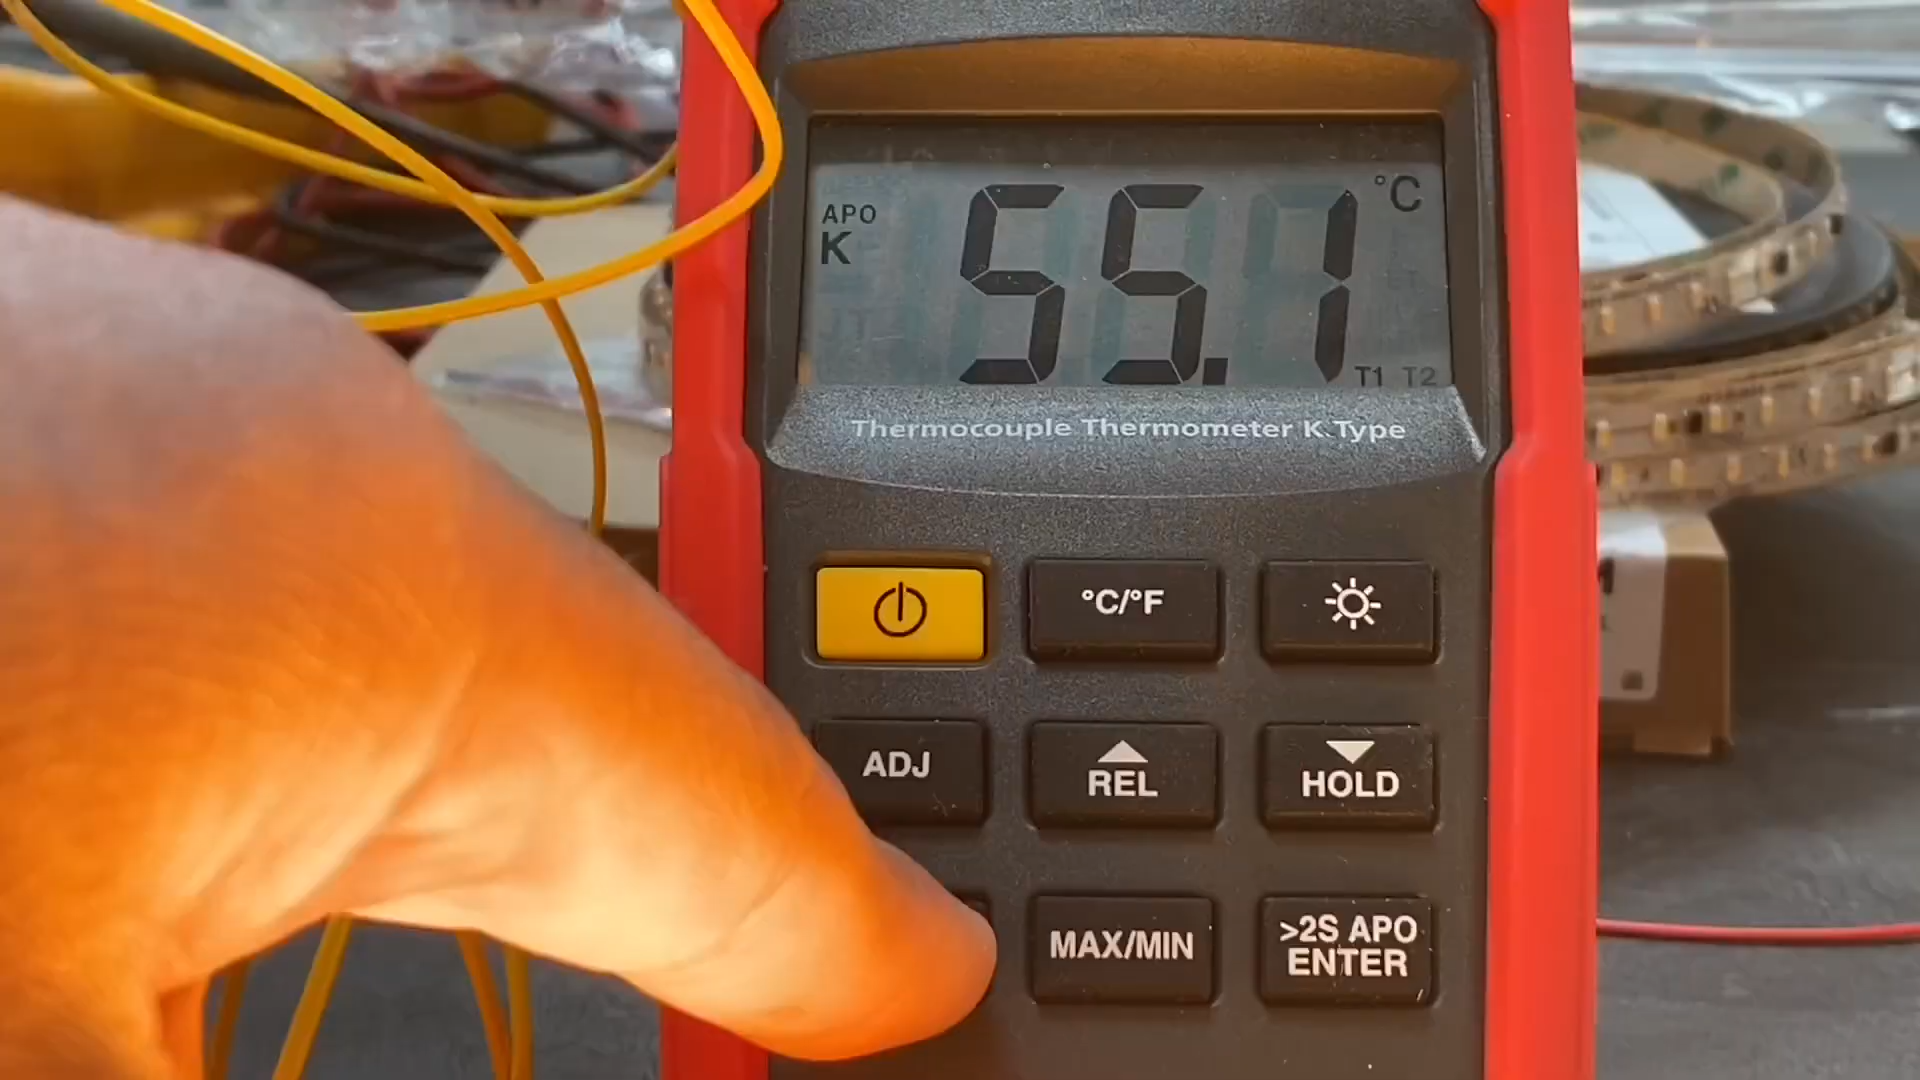 APO
K
55.1 °C
T1 T2
Thermocouple Thermometer K.Type
°C/°F
ADJ
REL
HOLD
MAX/MIN
>2S APO
ENTER